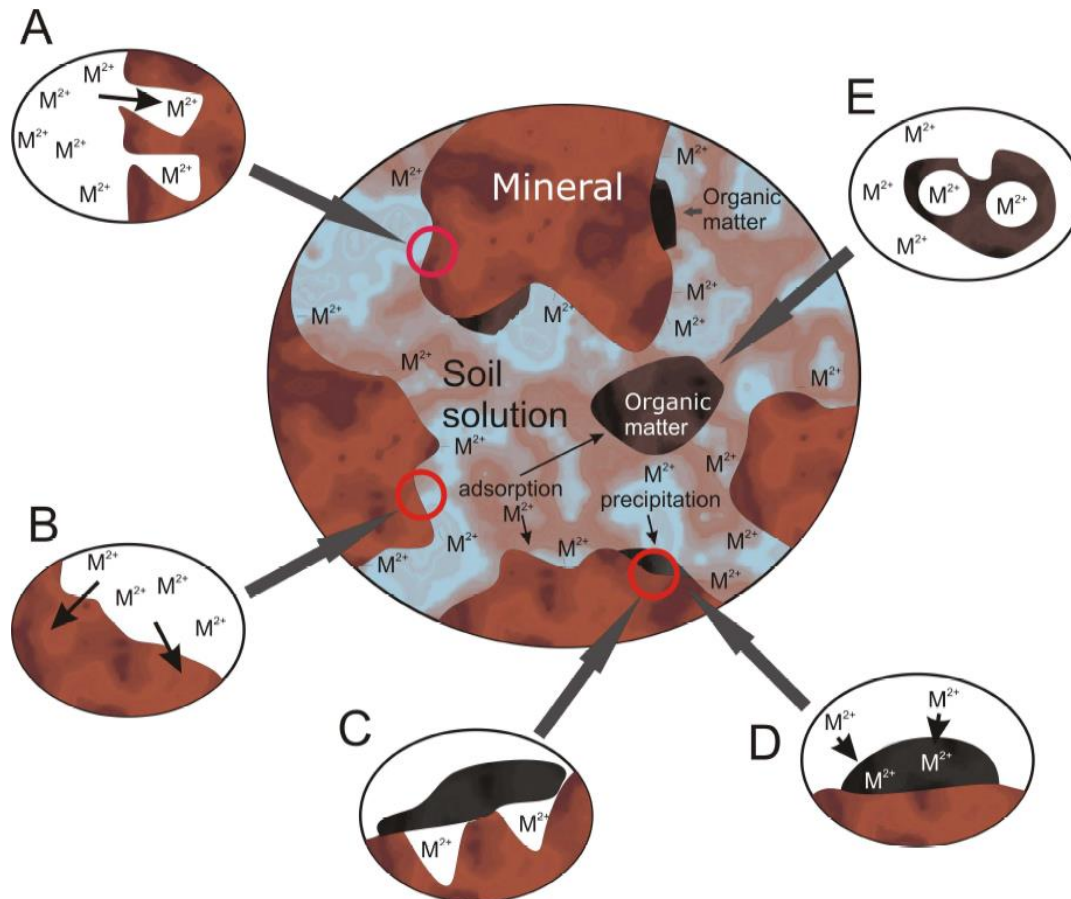 A
M²⁺
M²⁺
M²⁺
M²⁺
M²⁺
M²⁺
M²⁺
E
M²⁺
M²⁺
M²⁺
M²⁺
M²⁺
M²⁺
M²⁺
Mineral
Organic
matter
M²⁺
M²⁺
M²⁺
M²⁺
M²⁺
M²⁺
Soil
solution
Organic
matter
M²⁺
M²⁺
M²⁺
adsorption
precipitation
M²⁺
M²⁺
M²⁺
M²⁺
M²⁺
B
M²⁺
M²⁺
M²⁺
M²⁺
C
M²⁺
M²⁺
D
M²⁺
M²⁺
M²⁺
M²⁺